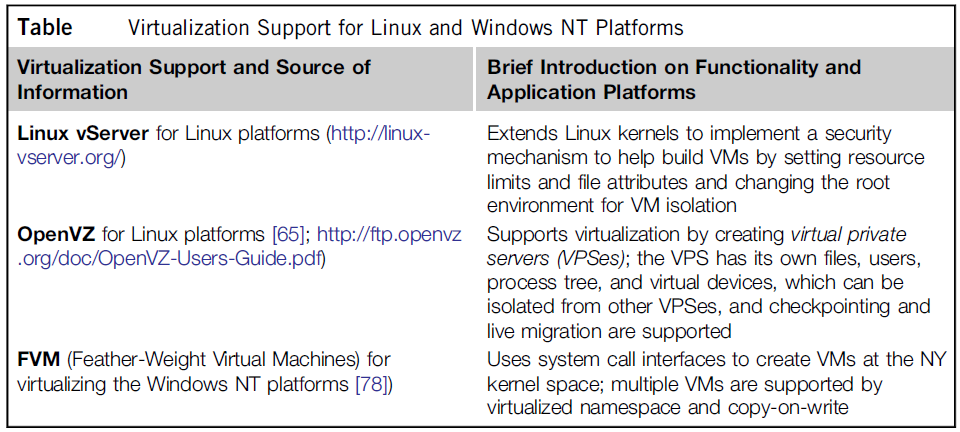 Table Virtualization Support for Linux and Windows NT Platforms
Virtualization Support and Source of
Information
Brief Introduction on Functionality and
Application Platforms
Linux vServer for Linux platforms (http://linux-
vserver.org/)
Extends Linux kernels to implement a security
mechanism to help build VMs by setting resource
limits and file attributes and changing the root
environment for VM isolation
OpenVZ for Linux platforms [65]; http://ftp.openvz
.org/doc/OpenVZ-Users-Guide.pdf)
Supports virtualization by creating virtual private
servers (VPSes); the VPS has its own files, users,
process tree, and virtual devices, which can be
isolated from other VPSes, and checkpointing and
live migration are supported
FVM (Feather-Weight Virtual Machines) for
virtualizing the Windows NT platforms [78])
Uses system call interfaces to create VMs at the NY
kernel space; multiple VMs are supported by
virtualized namespace and copy-on-write